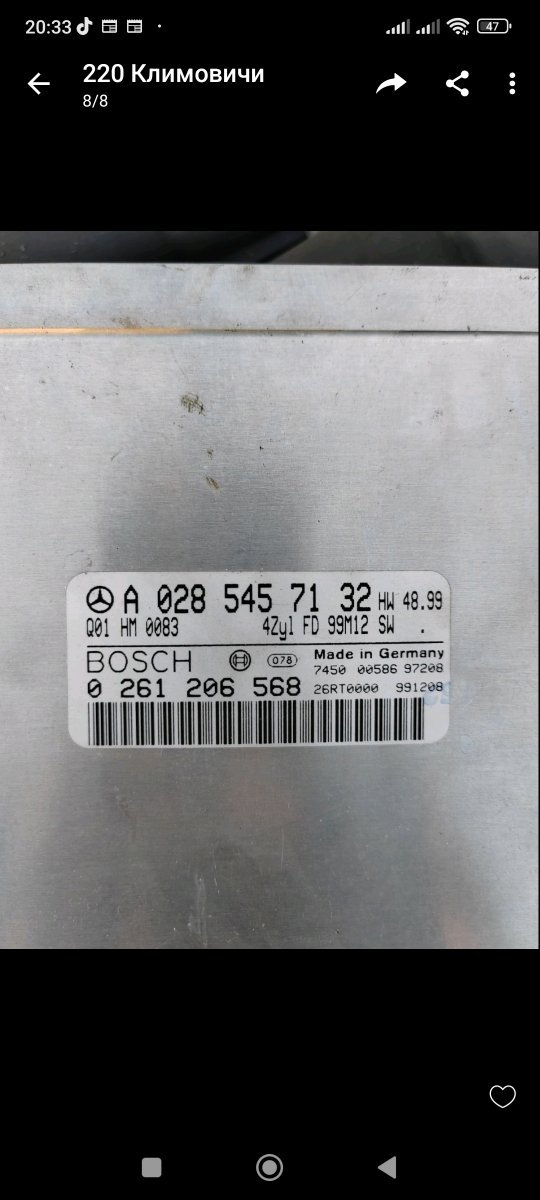 20:33
47
220 Климовичи
8/8
A 028 545 71 32 HW 48.99
Q01 HM 0083 4Zyl FD 99M12 SW .
BOSCH H 078 Made in Germany
7450 00586 97208
0 261 206 568 26RT0000 991208